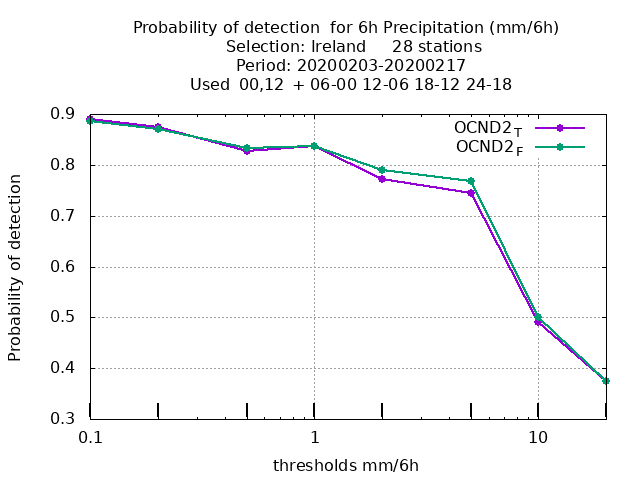 Probability of detection  for 6h Precipitation (mm/6h)
Selection: Ireland     28 stations
Period: 20200203-20200217
Used  00,12  + 06-00 12-06 18-12 24-18
OCND2T
OCND2F
0.9
0.8
0.7
0.6
0.5
0.4
0.3
Probability of detection
0.1
1
10
thresholds mm/6h